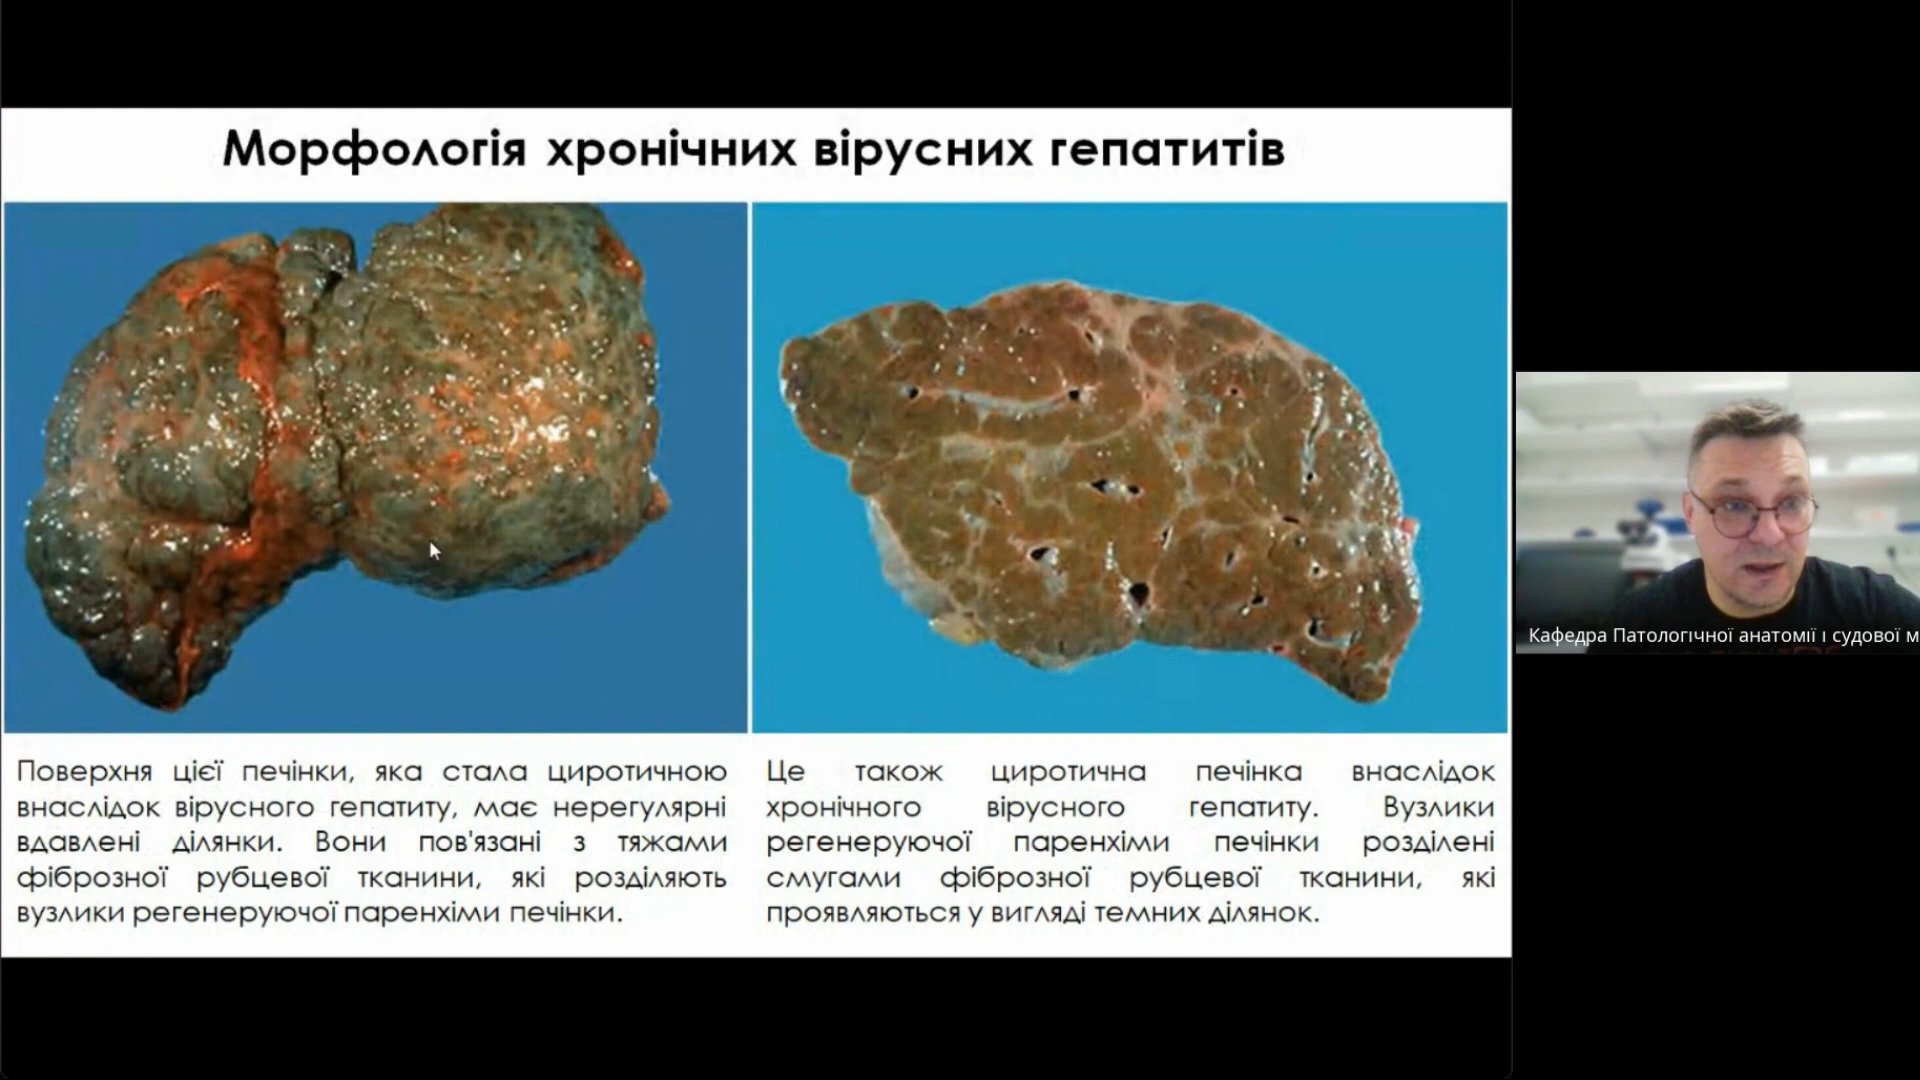 Морфологія хронічних вірусних гепатитів
Поверхня цієї печінки, яка стала циротичною
внаслідок вірусного гепатиту, має нерегулярні
вдавлені ділянки. Вони пов'язані з тяжами
фіброзної рубцевої тканини, які розділяють
вузлики регенеруючої паренхіми печінки.
Це також циротична печінка внаслідок
хронічного вірусного гепатиту. Вузлики
регенеруючої паренхіми печінки розділені
смугами фіброзної рубцевої тканини, які
проявляються у вигляді темних ділянок.
Кафедра Патологічної анатомії і судової м